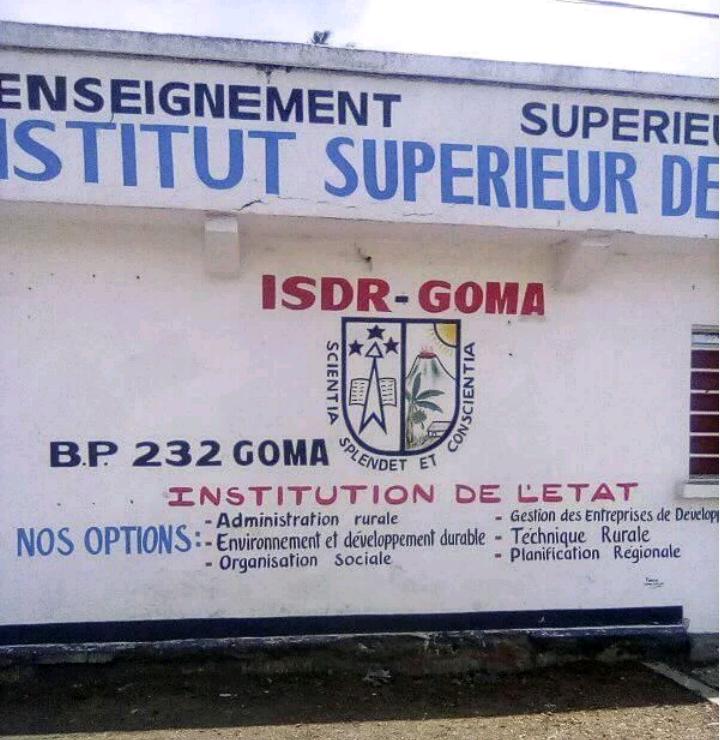 ENSEIGNEMENT SUPERIEU
NSTITUT SUPERIEUR DE
ISDR-GOMA
SCIENTIA SPLENDET ET CONSCIENTIA
B.P. 232 GOMA
INSTITUTION DE L'ETAT
NOS OPTIONS:
- Administration rurale
- Environnement et développement durable
- Organisation Sociale
- Gestion des Entreprises de Develop
- Technique Rurale
- Planification Régionale